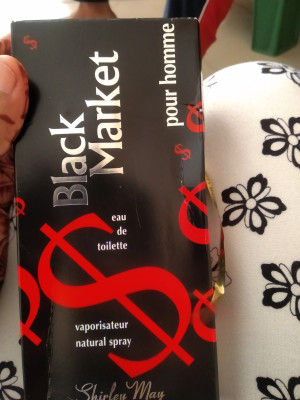 Black
Market
pour homme
eau
de
toilette
vaporisateur
natural spray
Shirley May